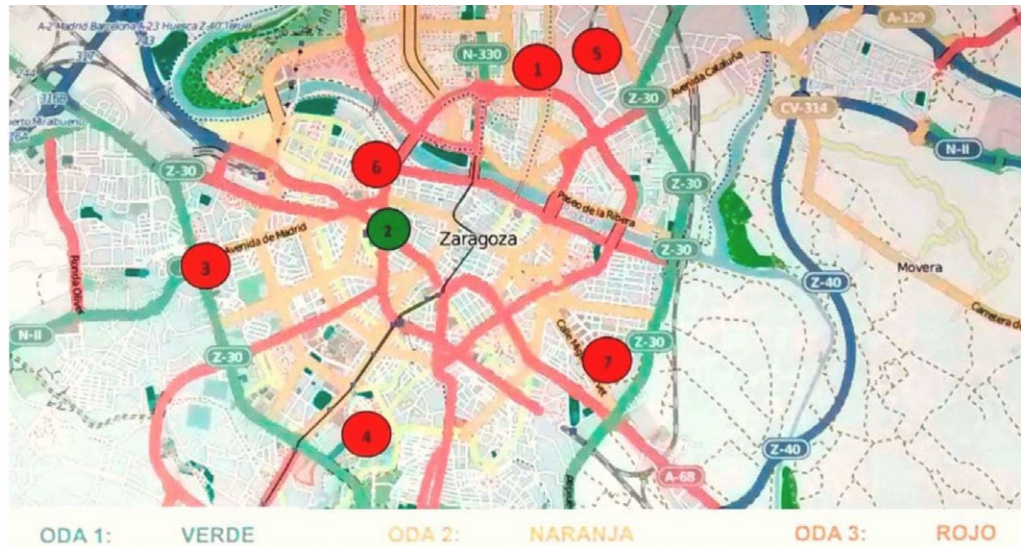 A-2 Madrid Barcelona A-23 Huesca Z-40
A-129
N-330
1
5
Avenida Cataluña
Z-30
CV-314
N-II
6
Z-30
Z-30
Paseo de la Ribera
2
Avenida de Madrid
Zaragoza
Z-30
3
Ronda Oliver
Movera
Z-40
N-II
Z-30
Z-30
7
4
Z-40
A-68
ODA 1: VERDE ODA 2: NARANJA ODA 3: ROJO